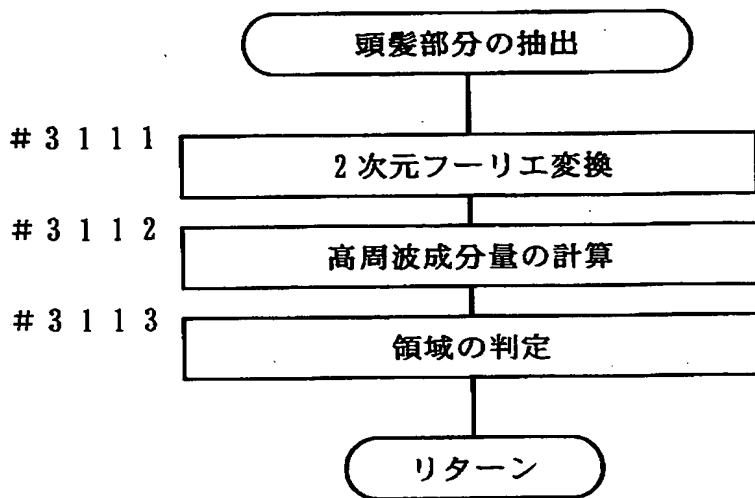 頭髪部分の抽出
#3111
2次元フーリエ変換
#3112
高周波成分量の計算
#3113
領域の判定
リターン